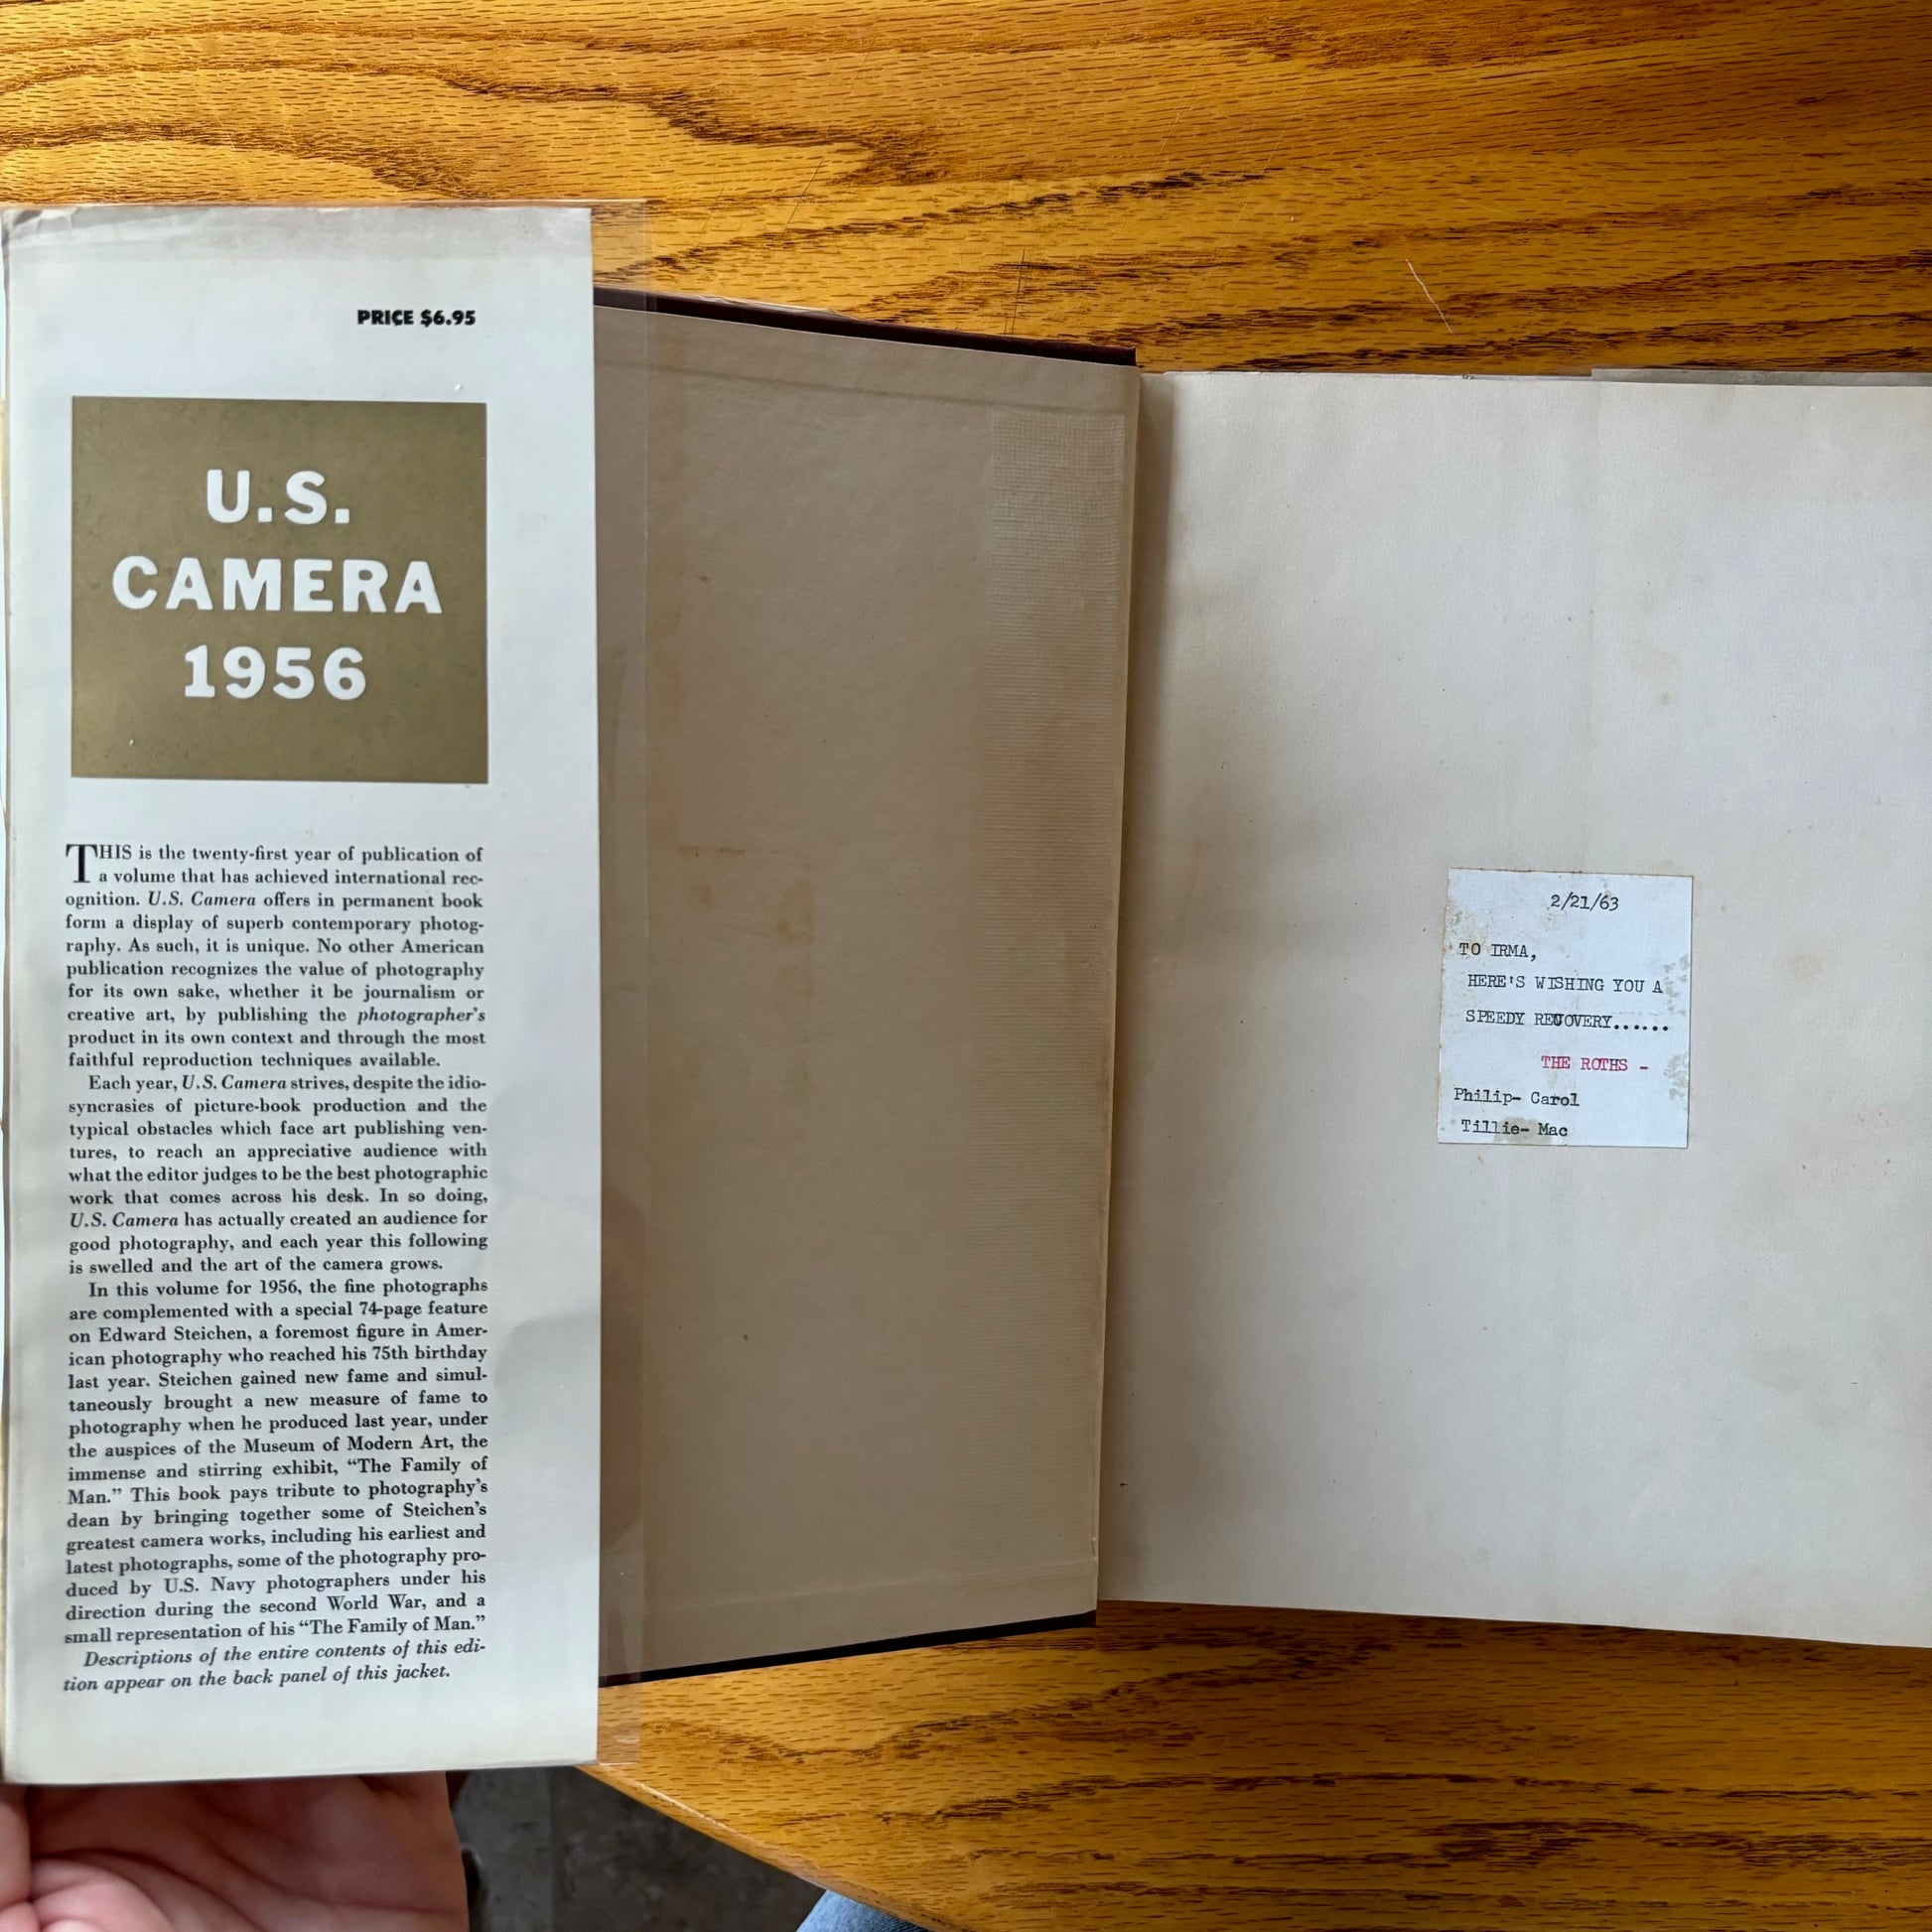 PRICE $6.95
U.S.
CAMERA
1956
THIS is the twenty-first year of publication of
a volume that has achieved international rec-
ognition. U.S. Camera offers in permanent book
form a display of superb contemporary photog-
raphy. As such, it is unique. No other American
publication recognizes the value of photography
for its own sake, whether it be journalism or
creative art, by publishing the photographer's
product in its own context and through the most
faithful reproduction techniques available.
Each year, U.S. Camera strives, despite the idio-
syncrasies of picture-book production and the
typical obstacles which face art publishing ven-
tures, to reach an appreciative audience with
what the editor judges to be the best photographic
work that comes across his desk. In so doing,
U.S. Camera has actually created an audience for
good photography, and each year this following
is swelled and the art of the camera grows.
In this volume for 1956, the fine photographs
are complemented with a special 74-page feature
on Edward Steichen, a foremost figure in Amer-
ican photography who reached his 75th birthday
last year. Steichen gained new fame and simul-
taneously brought a new measure of fame to
photography when he produced last year, under
the auspices of the Museum of Modern Art, the
immense and stirring exhibit, “The Family of
Man.” This book pays tribute to photography's
dean by bringing together some of Steichen's
greatest camera works, including his earliest and
latest photographs, some of the photography pro-
duced by U.S. Navy photographers under his
direction during the second World War, and a
small representation of his “The Family of Man.”
Descriptions of the entire contents of this edi-
tion appear on the back panel of this jacket.
2/21/63
TO IRMA,
HERE'S WISHING YOU A
SPEEDY RECOVERY......
THE ROTHS -
Philip- Carol
Tillie- Mac